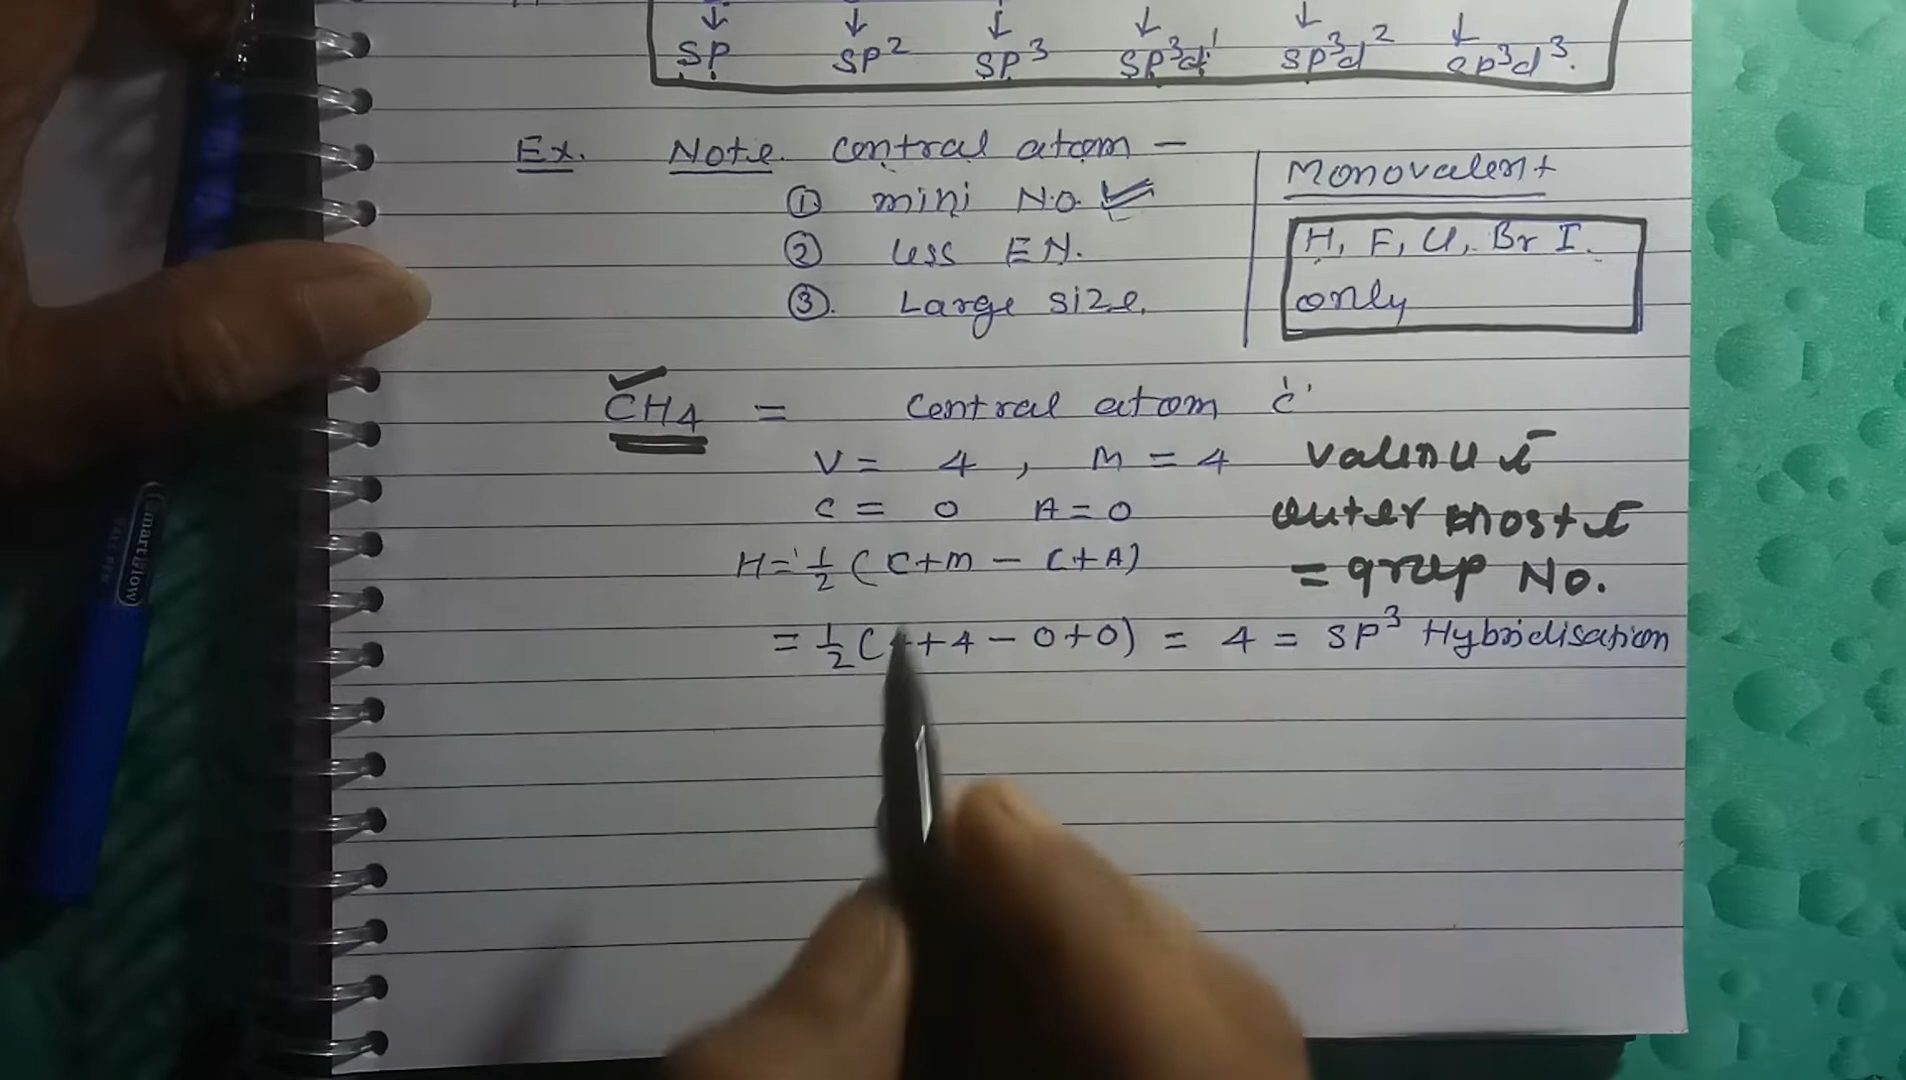 ↓ ↓ ↓ ↓ ↓ ↓
SP SP² SP³ SP³d¹ SP³d² SP³d³.
Ex. Note. Central atom –
① mini No.
② Less EN.
③. Large size.
Monovalent
H, F, Cl, Br I.
only
CH4 = Central atom 'c'
V = 4 , M = 4
C = 0 A = 0
H = ½ (C+M – C+A)
= ½ (4+4 – 0+0) = 4 = SP³ Hybridisation
outer most e⁻
= group No.
Smartflow